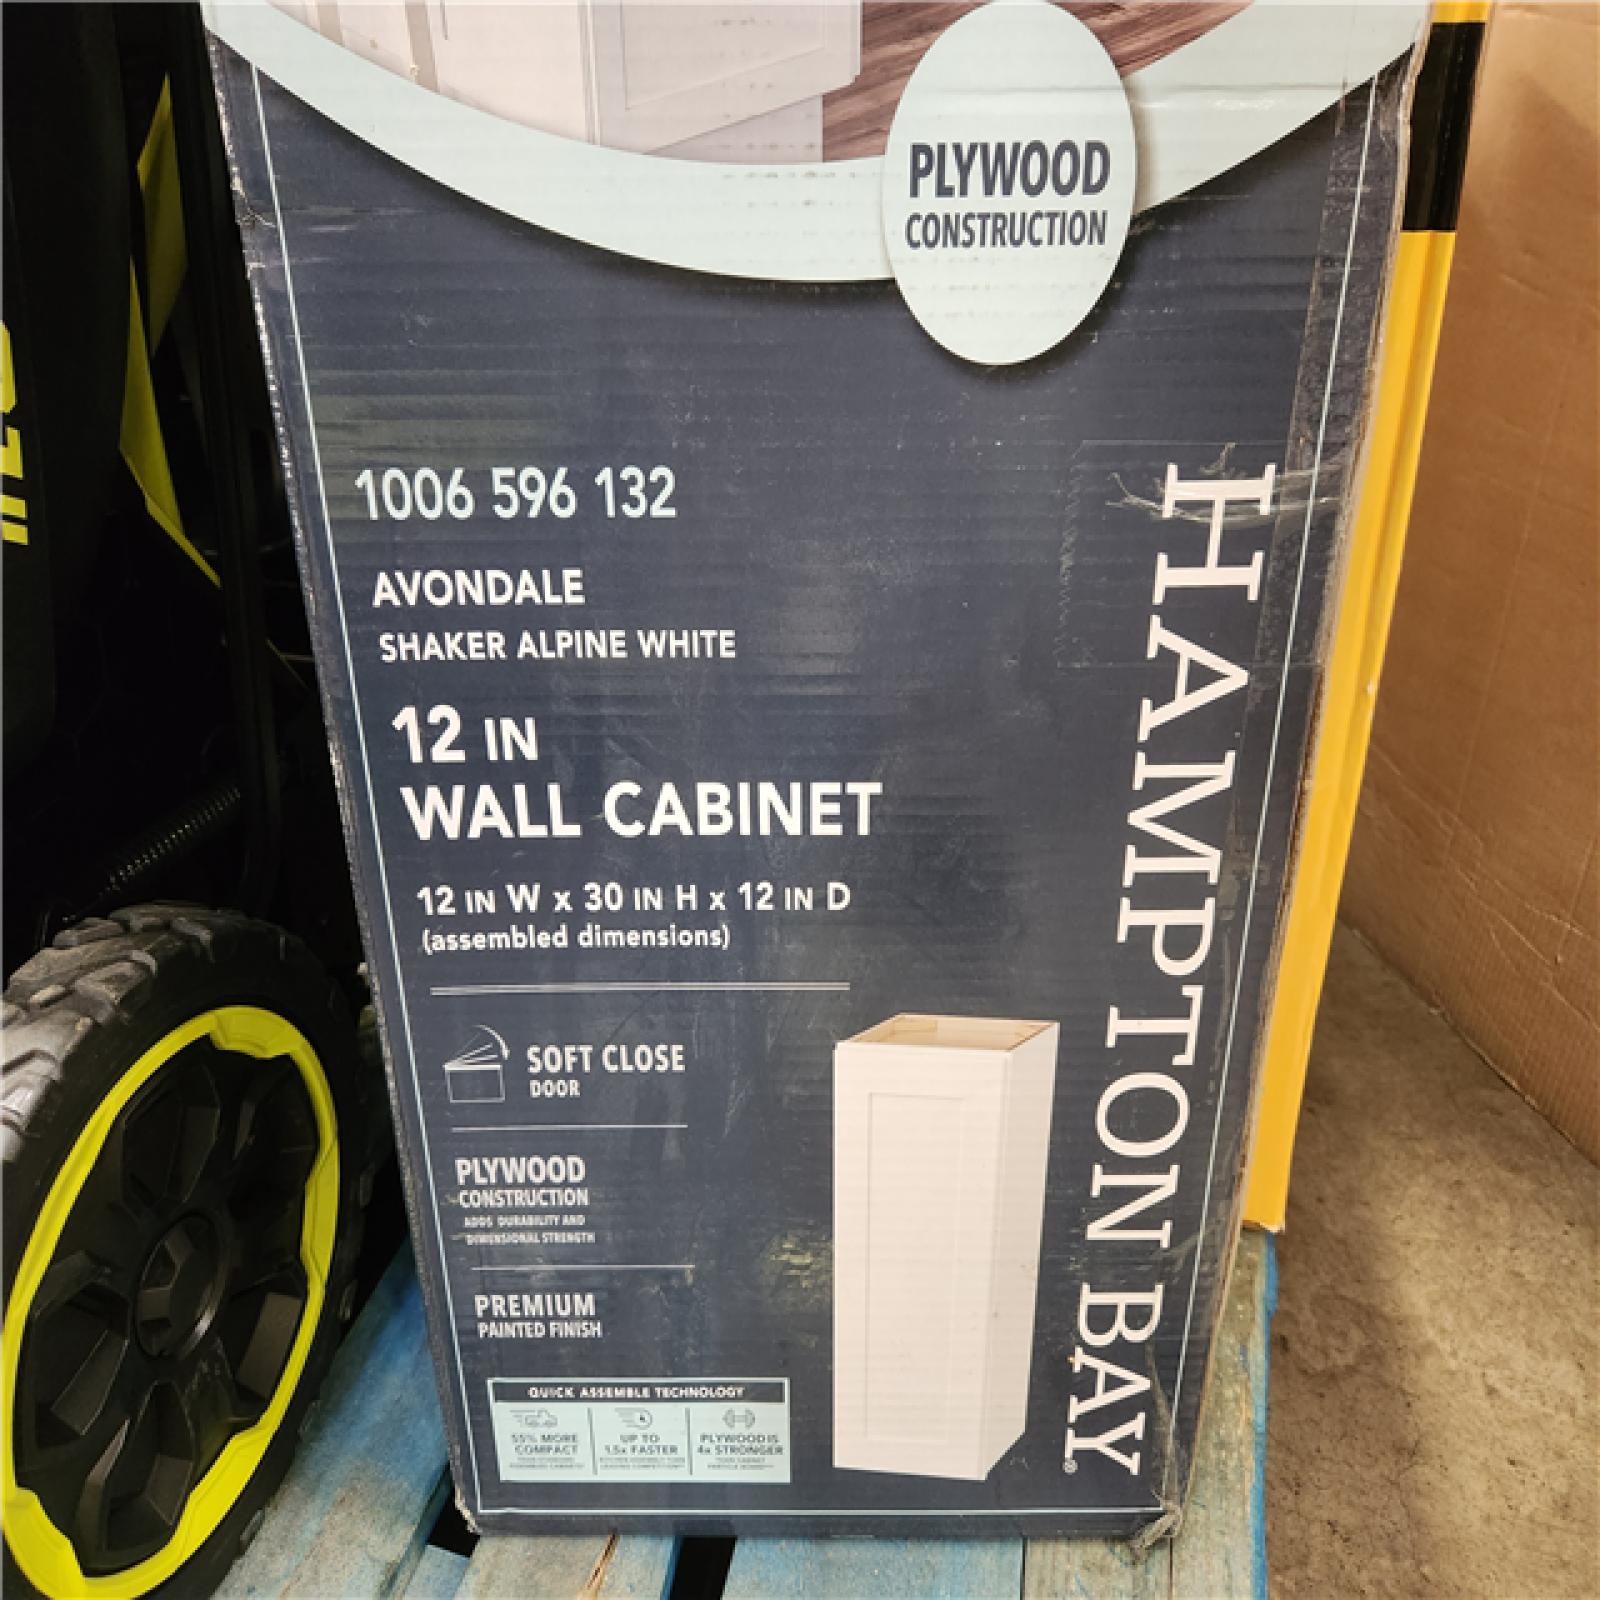 PLYWOOD
CONSTRUCTION
1006 596 132
AVONDALE
SHAKER ALPINE WHITE
12 IN
WALL CABINET
12 IN W x 30 IN H x 12 IN D
(assembled dimensions)
SOFT CLOSE
DOOR
PLYWOOD
CONSTRUCTION
ADDS DURABILITY AND
DIMENSIONAL STRENGTH
PREMIUM
PAINTED FINISH
QUICK ASSEMBLE TECHNOLOGY
55% MORE
COMPACT
UP TO
1.5x FASTER
PLYWOOD IS
4x STRONGER
HAMPTON BAY®